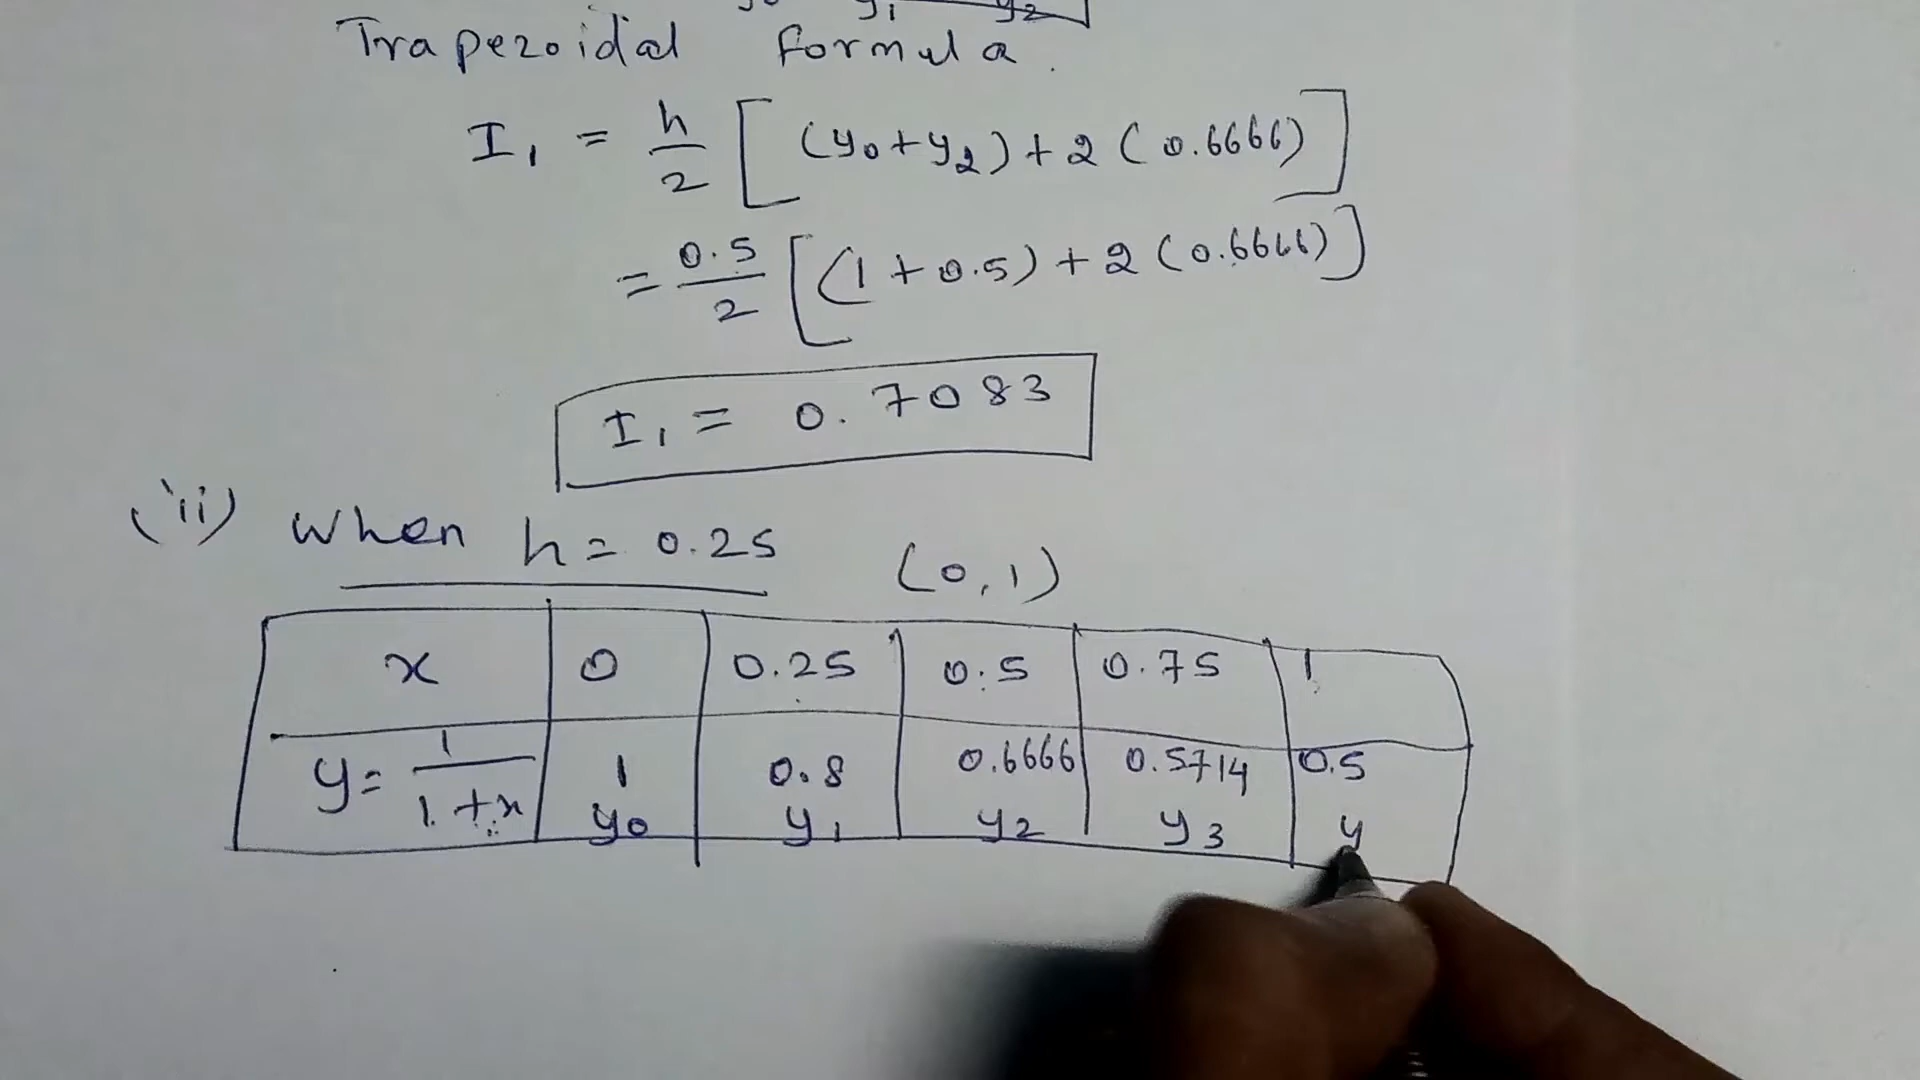 y₁ y₂
Trapezoidal formula.
I₁ = h/2 [(y₀+y₂)+2(0.6666)]
= 0.5/2 [(1+0.5)+2(0.6666)]
I₁ = 0.7083
(ii) When h = 0.25 (0,1)
x 0 0.25 0.5 0.75 1
y = 1/1+x 1 0.8 0.6666 0.5714 0.5
y₀ y₁ y₂ y₃ y